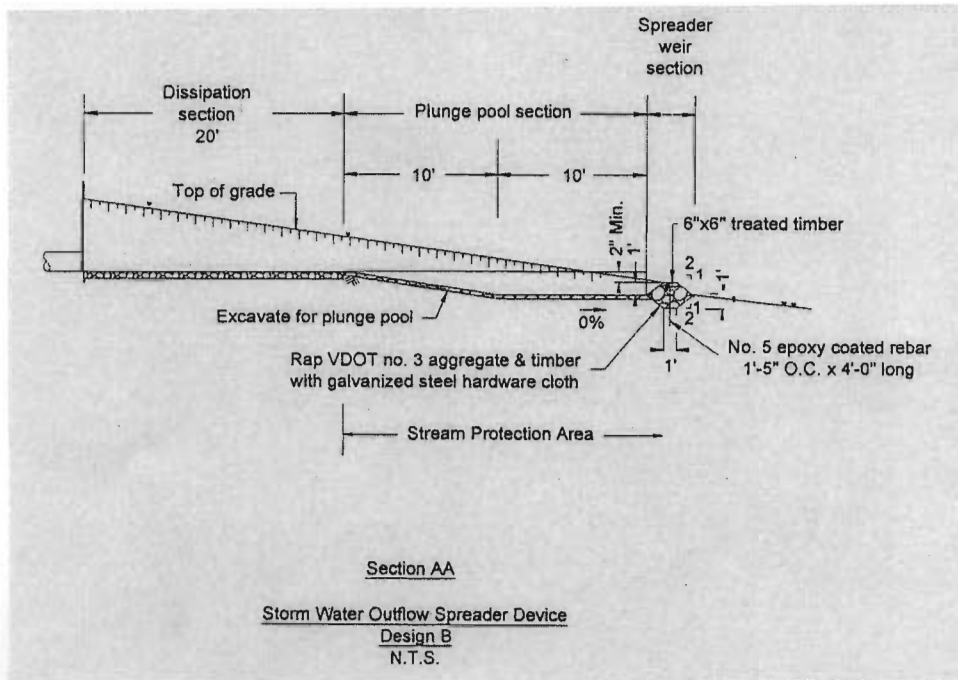 Spreader
weir
section
Dissipation
section
20'
Plunge pool section
10'
10'
Top of grade
2" Min.
1'
6"x6" treated timber
2
1
1'
Excavate for plunge pool
0%
1
2
Rap VDOT no. 3 aggregate & timber
with galvanized steel hardware cloth
1'
No. 5 epoxy coated rebar
1'-5" O.C. x 4'-0" long
Stream Protection Area
Section AA
Storm Water Outflow Spreader Device
Design B
N.T.S.